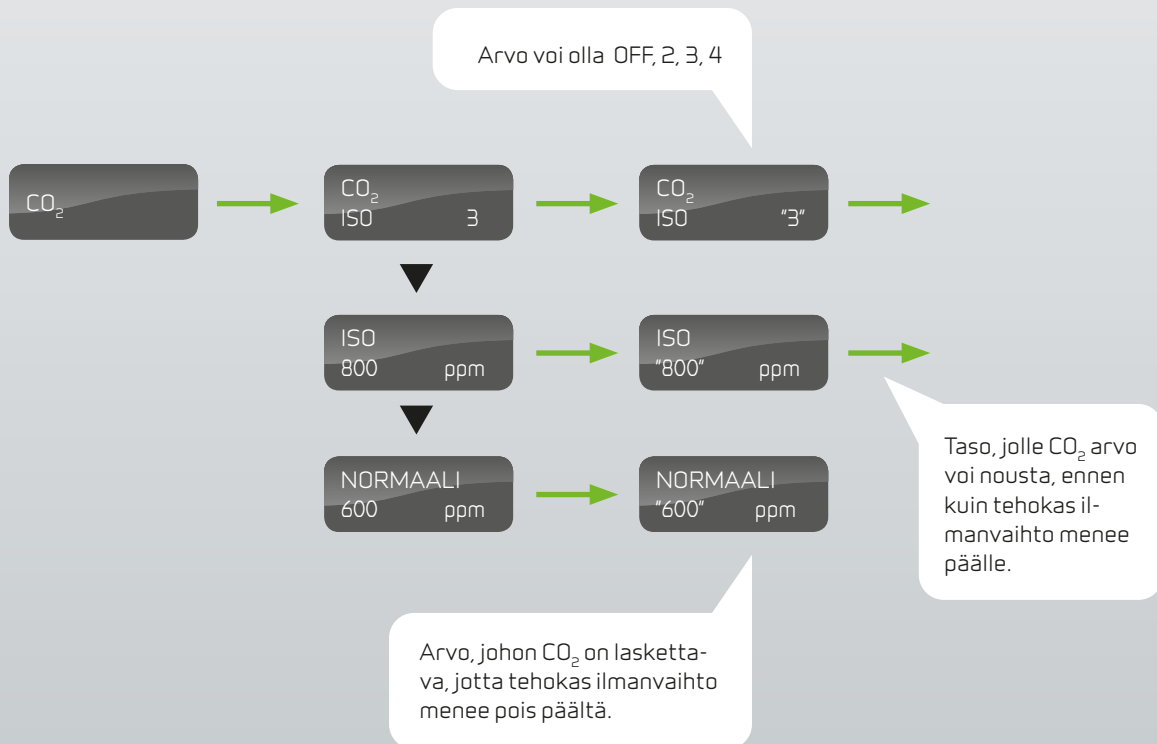 Arvo voi olla OFF, 2, 3, 4
CO₂
CO₂
ISO 3
CO₂
ISO "3"
ISO
800 ppm
ISO
"800" ppm
Taso, jolle CO₂ arvo
voi nousta, ennen
kuin tehokas il-
manvaihto menee
päälle.
NORMAALI
600 ppm
NORMAALI
"600" ppm
Arvo, johon CO₂ on laskетta-
va, jotta tehokas ilmanvaihto
menee pois päältä.